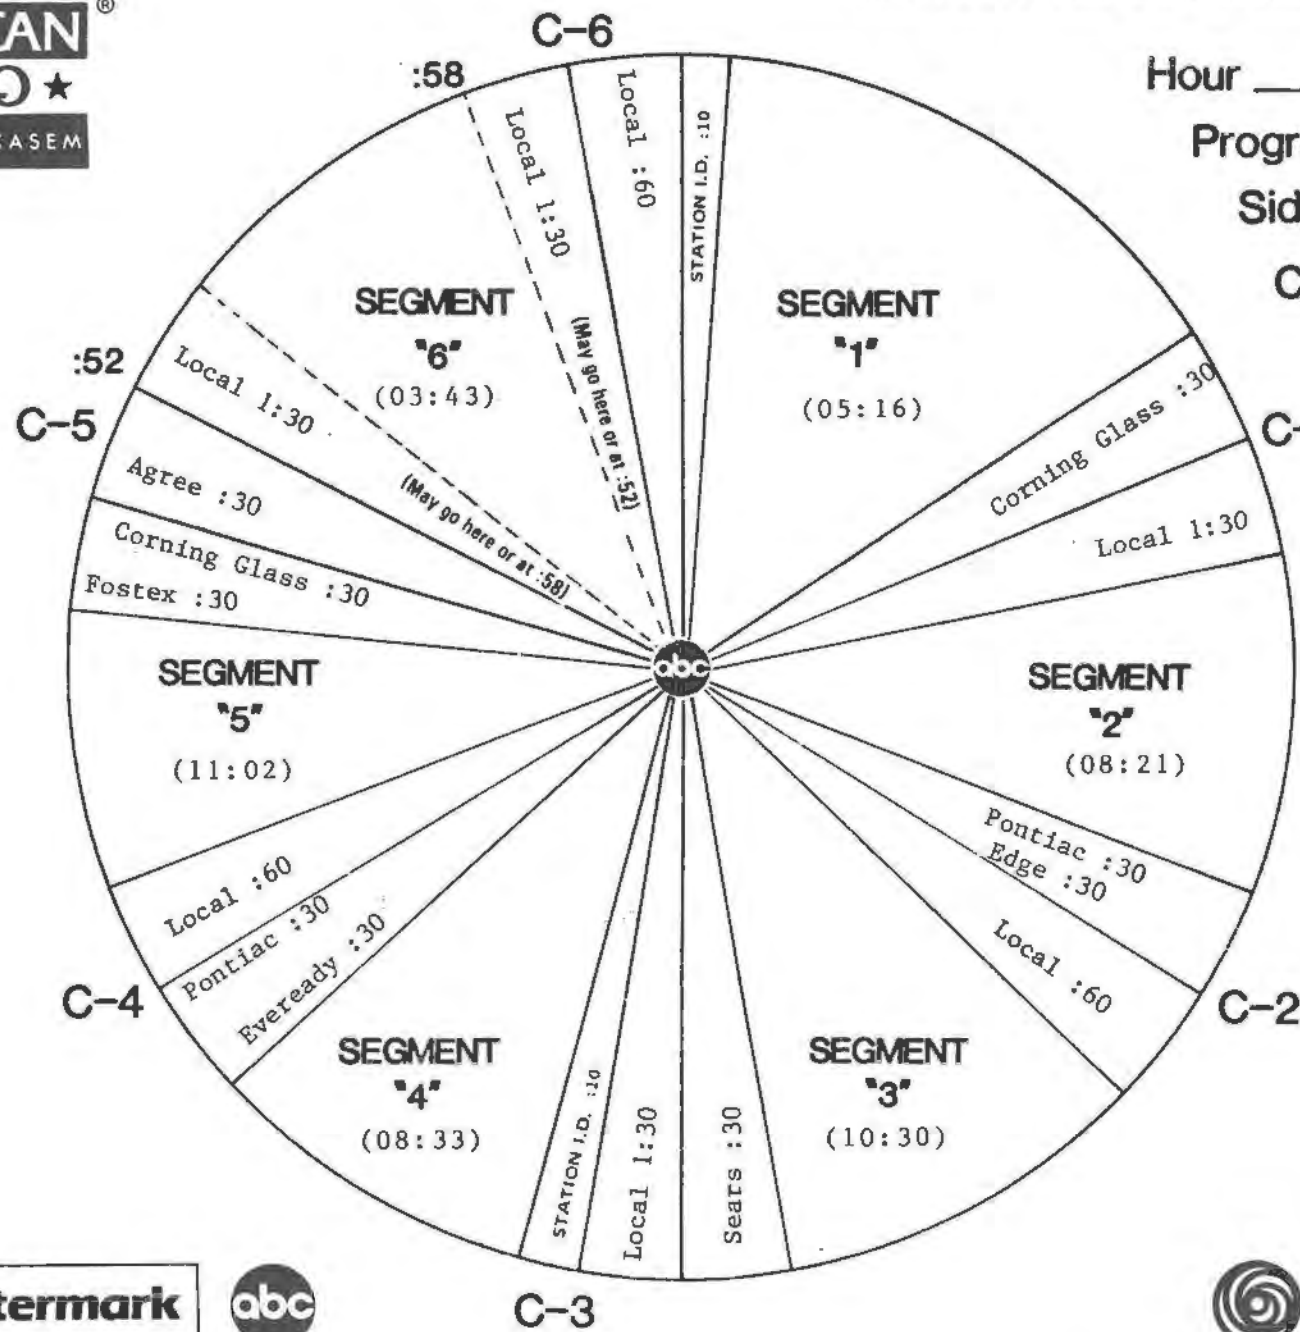 CAN ®
KASEM
C-6
:58
Hour
Local 1:30
(May go here or at :52)
Local :60
STATION I.D. :10
SEGMENT
"1"
(05:16)
Corning Glass :30
Local 1:30
SEGMENT
"2"
(08:21)
Pontiac :30
Edge :30
C-2
Local :60
SEGMENT
"3"
(10:30)
Sears :30
C-3
Local 1:30
STATION I.D. :10
SEGMENT
"4"
(08:33)
Eveready :30
Pontiac :30
C-4
Local :60
SEGMENT
"5"
(11:02)
Fostex :30
Corning Glass :30
Agree :30
C-5
:52
Local 1:30
(May go here or at :58)
SEGMENT
"6"
(03:43)
abc
termark
abc